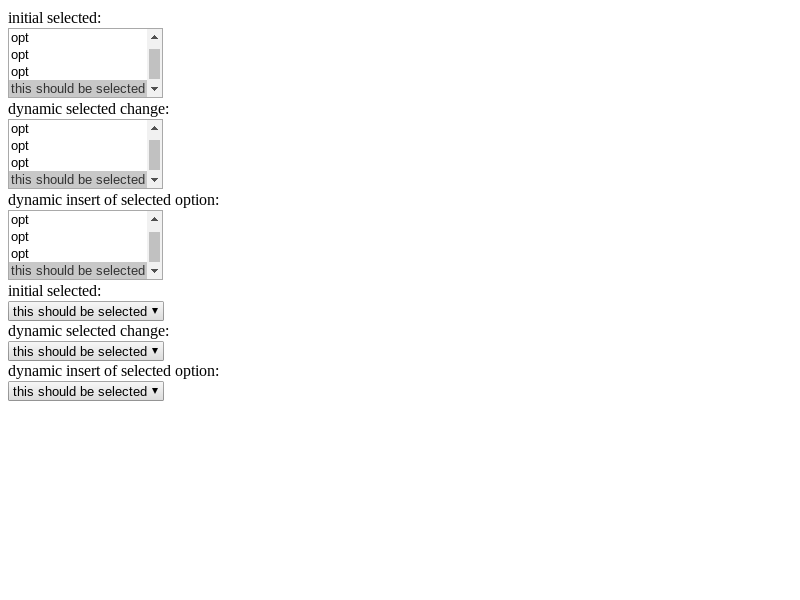 initial selected:
opt
opt
opt
this should be selected
dynamic selected change:
opt
opt
opt
this should be selected
dynamic insert of selected option:
opt
opt
opt
this should be selected
initial selected:
this should be selected
dynamic selected change:
this should be selected
dynamic insert of selected option:
this should be selected